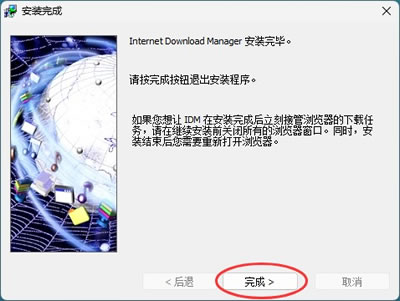 安装完成
Internet Download Manager 安装完毕。
请按完成按钮退出安装程序。
如果您想让 IDM 在安装完成后立刻接管浏览器的下载任
务，请在继续安装前关闭所有的浏览器窗口。同时，安
装结束后您需要重新打开浏览器。
< 后退
完成 >
取消